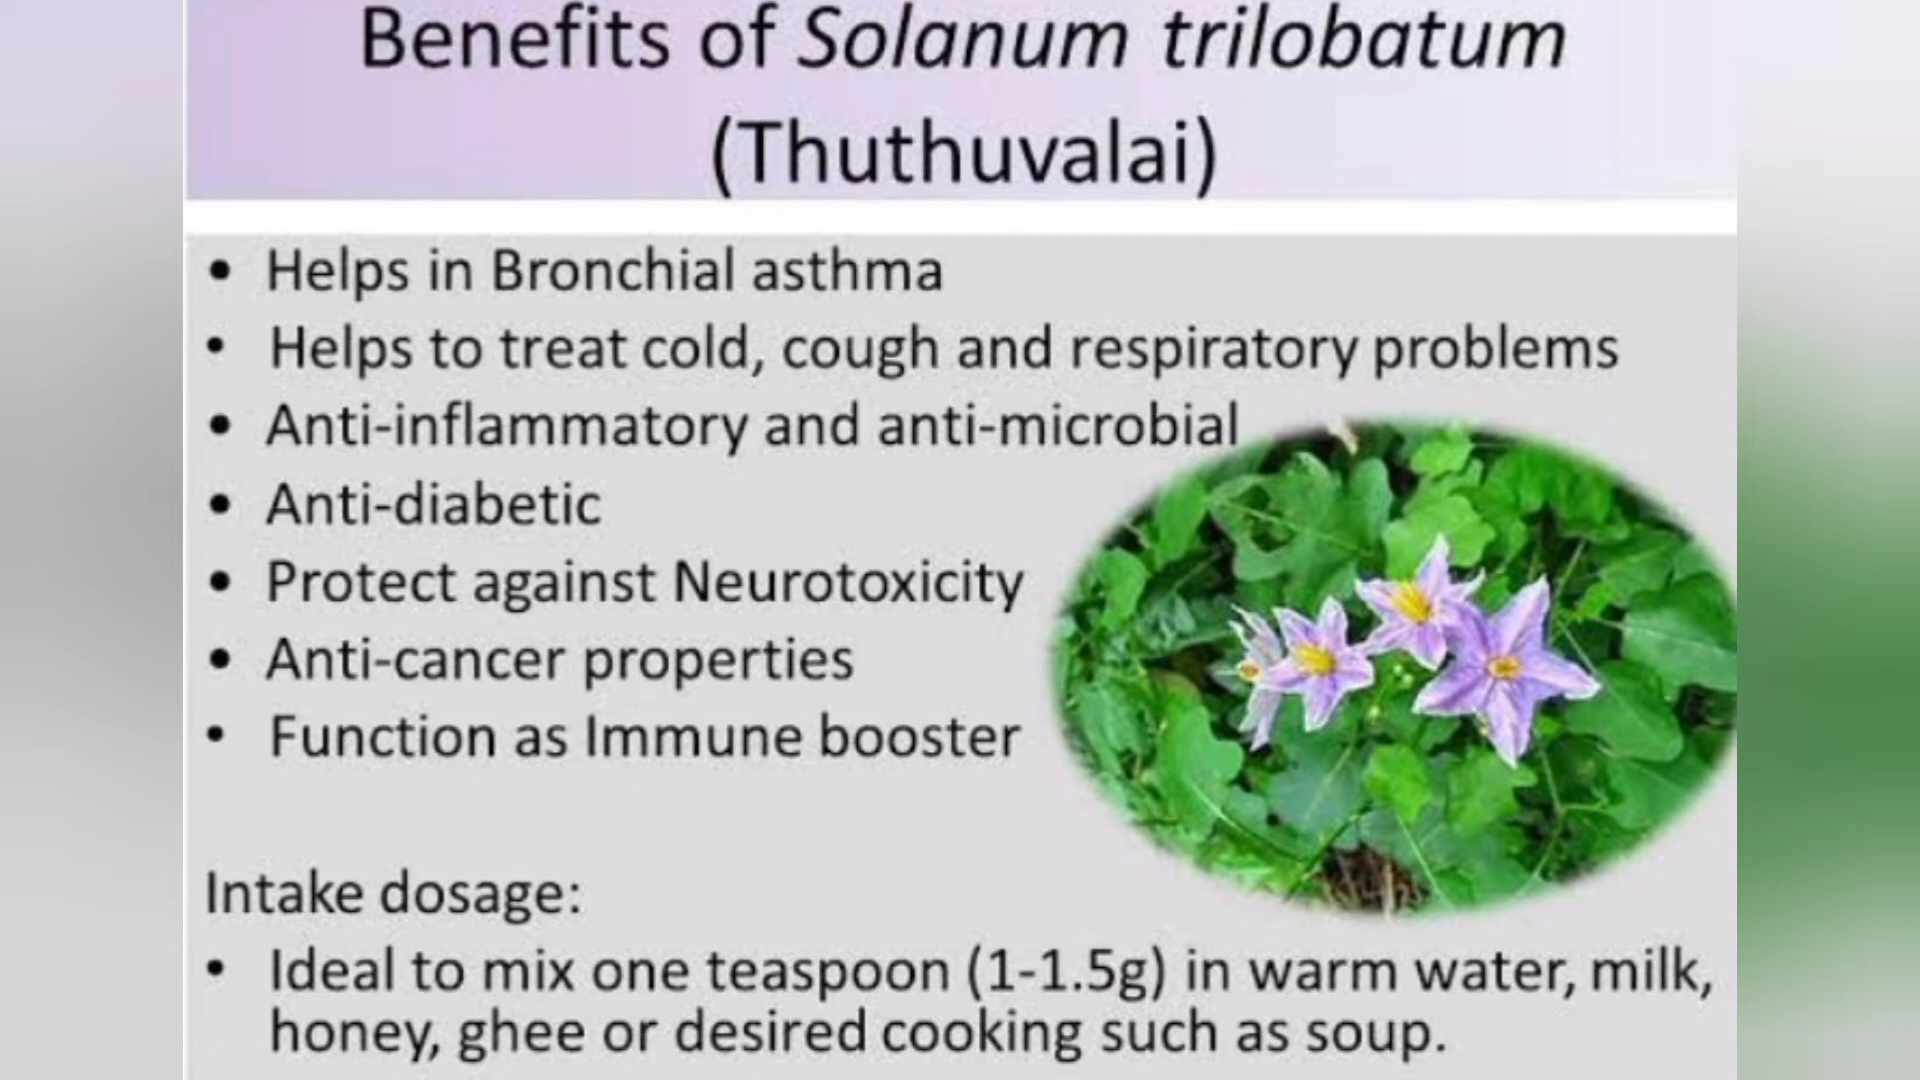 Benefits of Solanum trilobatum
(Thuthuvalai)
• Helps in Bronchial asthma
• Helps to treat cold, cough and respiratory problems
• Anti-inflammatory and anti-microbial
• Anti-diabetic
• Protect against Neurotoxicity
• Anti-cancer properties
• Function as Immune booster
Intake dosage:
• Ideal to mix one teaspoon (1-1.5g) in warm water, milk,
honey, ghee or desired cooking such as soup.